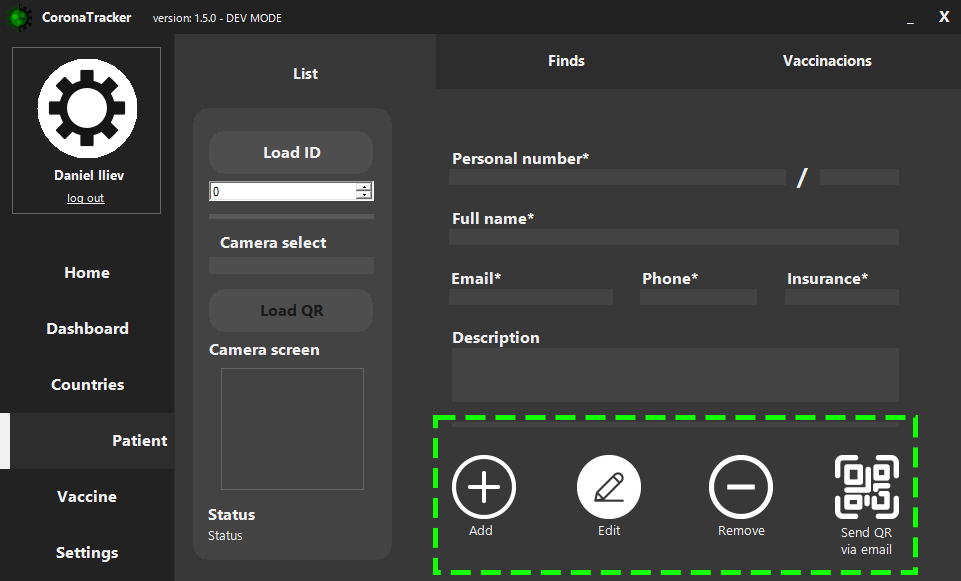 CoronaTracker
version: 1.5.0 - DEV MODE
_ X
Daniel Iliev
log out
Home
Dashboard
Countries
Patient
Vaccine
Settings
List
Load ID
0
Camera select
Load QR
Camera screen
Status
Status
Finds
Vaccinacions
Personal number*
/
Full name*
Email*
Phone*
Insurance*
Description
Add
Edit
Remove
Send QR
via email